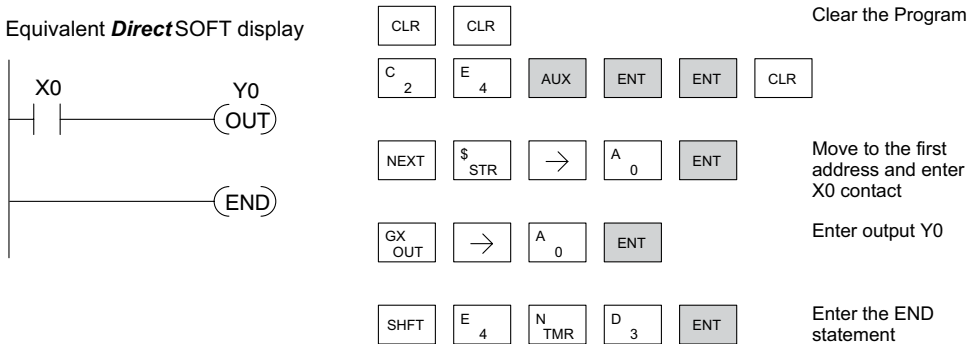 Equivalent DirectSOFT display
X0
Y0
OUT
END
CLR CLR
Clear the Program
C 2 E 4 AUX ENT ENT CLR
NEXT $ STR → A 0 ENT
Move to the first
address and enter
X0 contact
GX OUT → A 0 ENT
Enter output Y0
SHFT E 4 N TMR D 3 ENT
Enter the END
statement